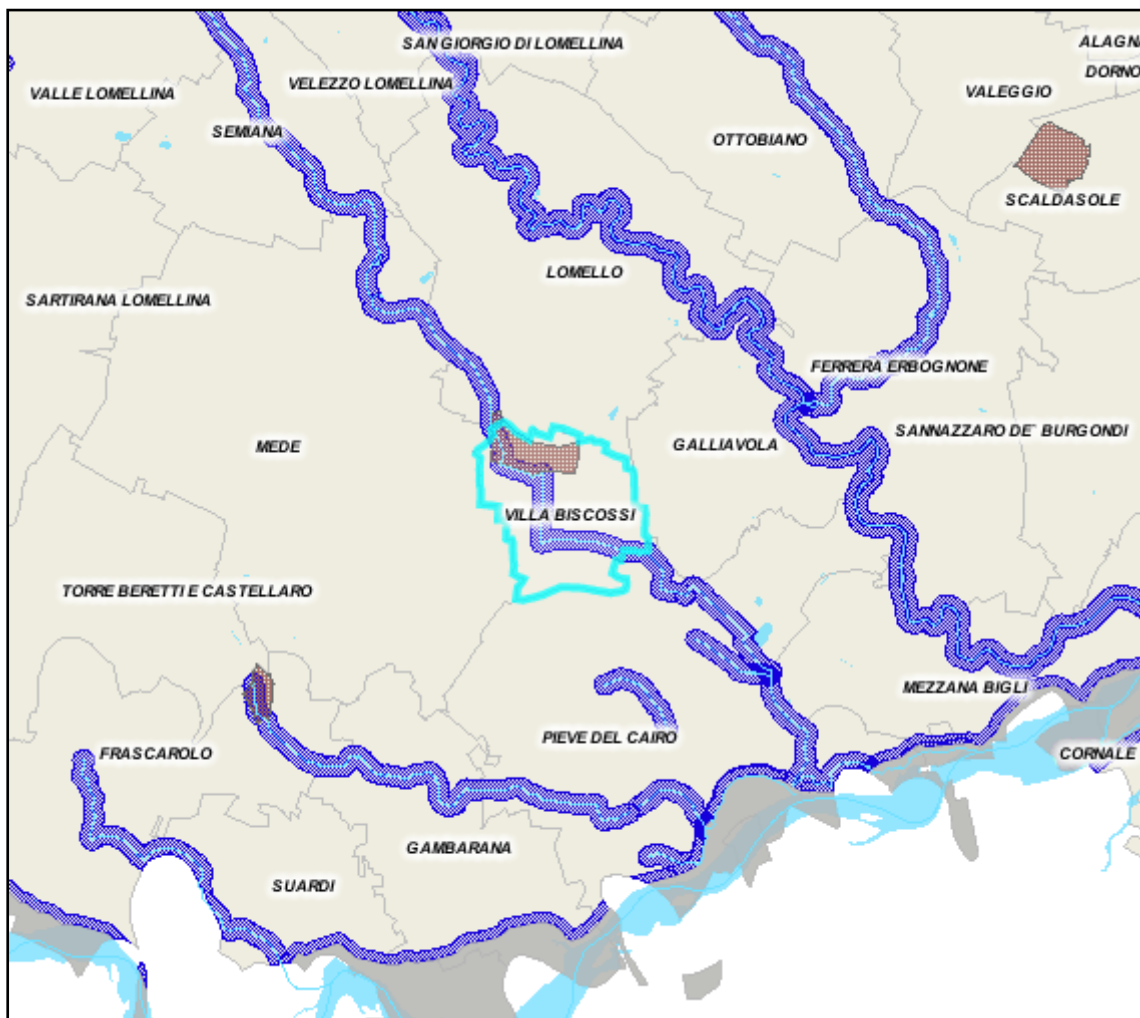 SAN GIORGIO DI LOMELLINA
ALAGN
DORNO
VELEZZO LOMELLINA
VALLE LOMELLINA
VALEGGIO
SEMIANA
OTTOBIANO
SCALDASOLE
LOMELLO
SARTIRANA LOMELLINA
FERRERA ERBOGNONE
SANNAZZARO DE` BURGONDI
MEDE
GALLIAVOLA
VILLA BISCOSSI
TORRE BERETTI E CASTELLARO
MEZZANA BIGLI
PIEVE DEL CAIRO
FRASCAROLO
CORNALE
GAMBARANA
SUARDI